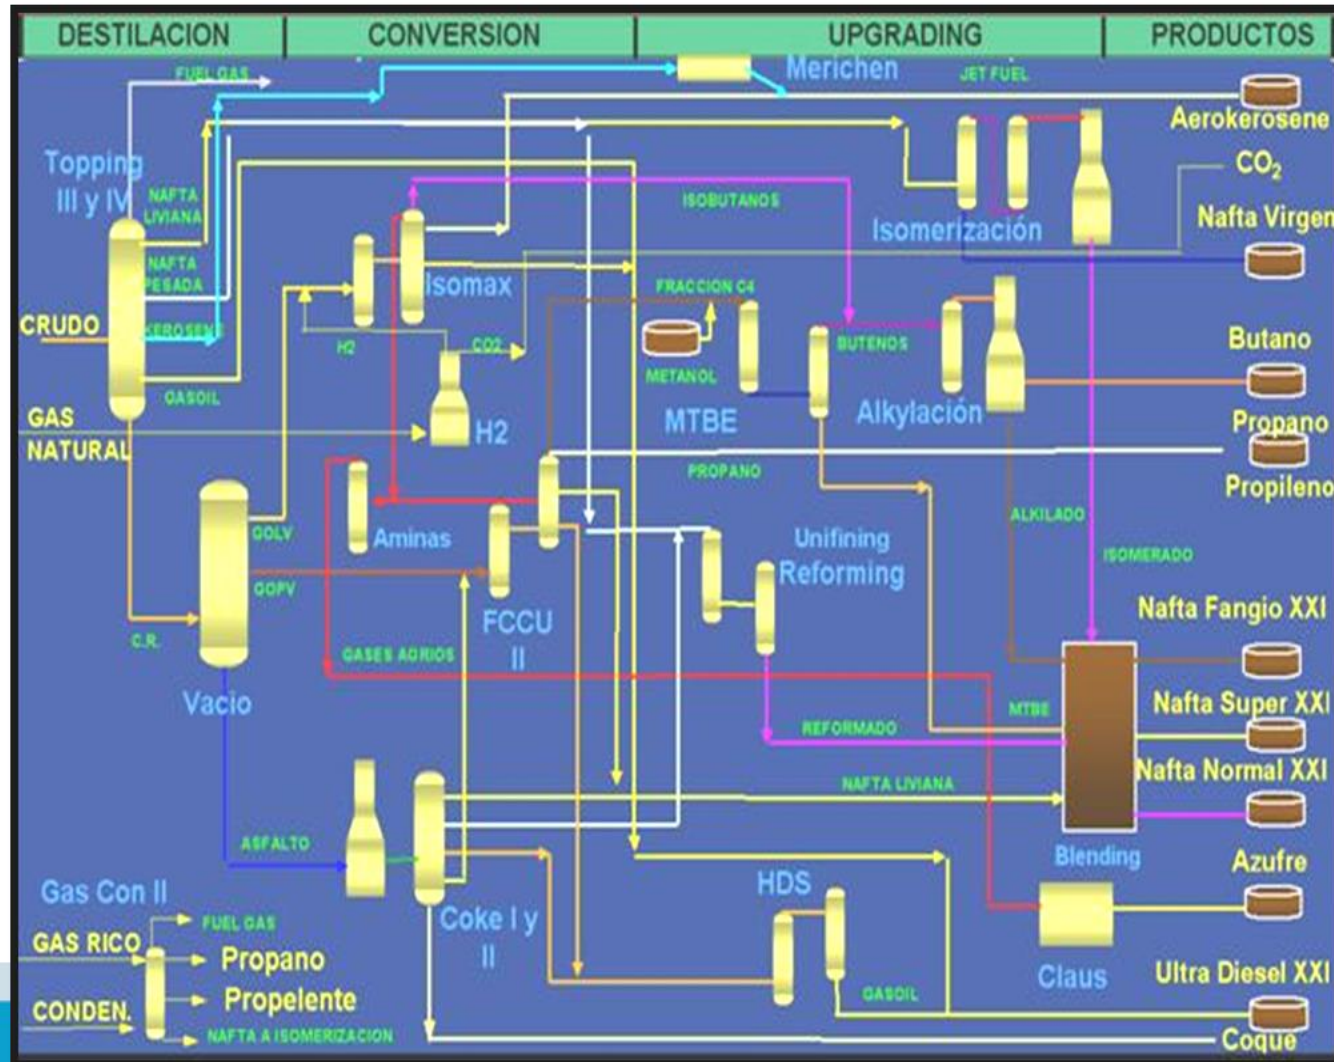 DESTILACION
CONVERSION
UPGRADING
PRODUCTOS
FUEL GAS
Merichen
JET FUEL
Aerokerosene
Topping
III y IV
NAFTA
LIVIANA
CO2
ISOBUTANOS
Isomerización
Nafta Virgen
NAFTA
PESADA
Isomax
FRACCION C4
CRUDO
KEROSENE
H2
CO2
METANOL
BUTENOS
Butano
GASOIL
GAS
NATURAL
H2
MTBE
Alkylación
Propano
PROPANO
Propileno
GOLV
Aminas
ALKILADO
Unifining
Reforming
ISOMERADO
GOPV
FCCU
II
C.R.
GASES AGRIOS
Nafta Fangio XXI
Vacio
MTBE
Nafta Super XXI
REFORMADO
Nafta Normal XXI
NAFTA LIVIANA
ASFALTO
Blending
Azufre
Gas Con II
HDS
Coke I y
II
FUEL GAS
GAS RICO
Propano
Claus
Ultra Diesel XXI
Propelente
GASOIL
CONDEN.
NAFTA A ISOMERIZACION
Coque